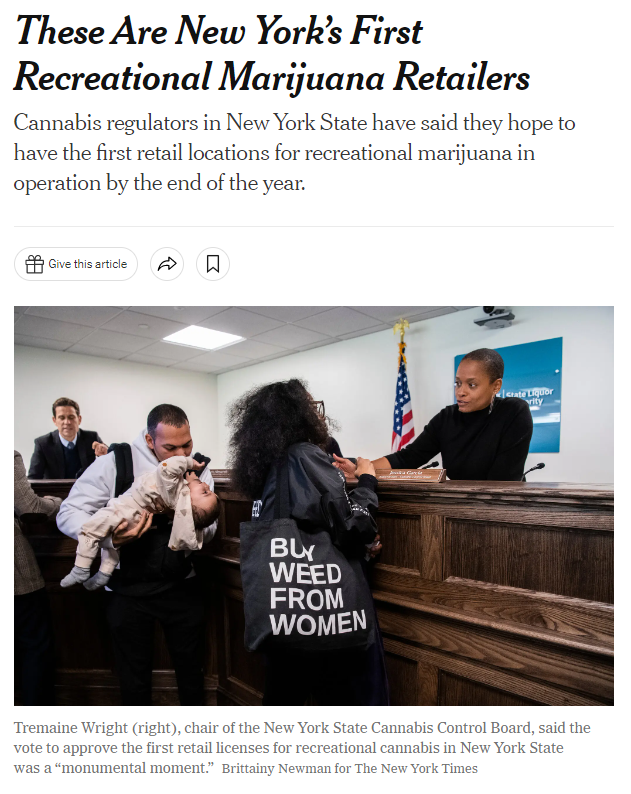 These Are New York’s First
Recreational Marijuana Retailers
Cannabis regulators in New York State have said they hope to
have the first retail locations for recreational marijuana in
operation by the end of the year.
Give this article
State Liquor
BUY
WEED
FROM
WOMEN
Tremaine Wright (right), chair of the New York State Cannabis Control Board, said the
vote to approve the first retail licenses for recreational cannabis in New York State
was a “monumental moment.” Brittainy Newman for The New York Times